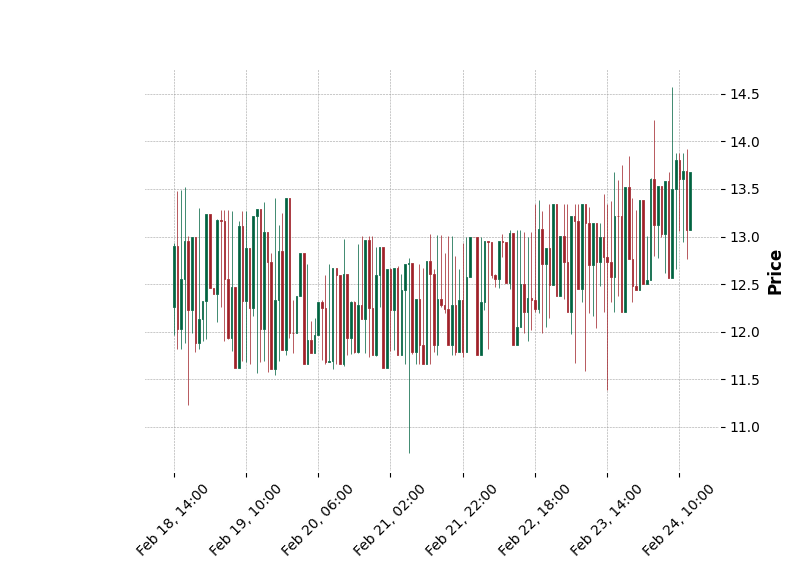 14.5
14.0
13.5
13.0
12.5
12.0
11.5
11.0
Price
Feb 18, 14:00
Feb 19, 10:00
Feb 20, 06:00
Feb 21, 02:00
Feb 21, 22:00
Feb 22, 18:00
Feb 23, 14:00
Feb 24, 10:00